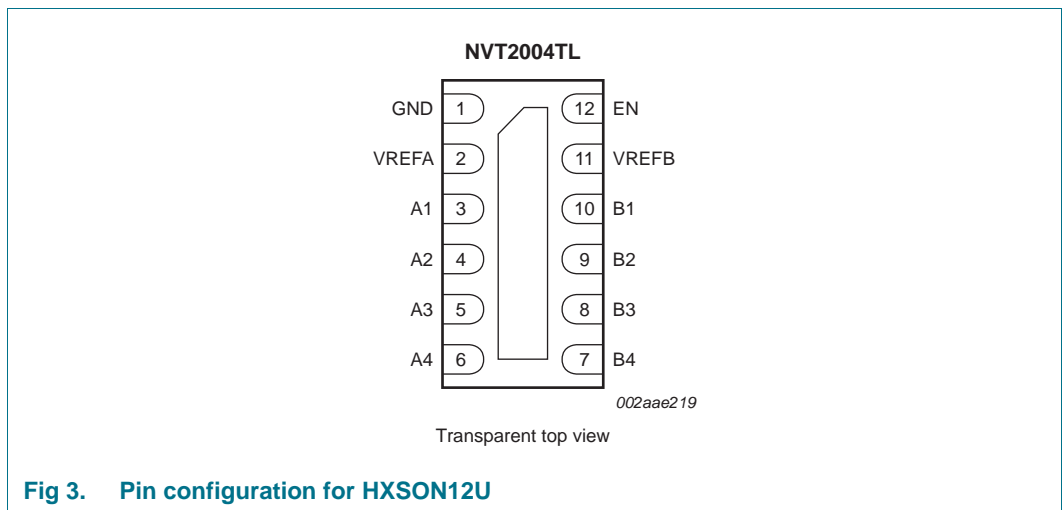 NVT2004TL
GND 1 12 EN
VREFA 2 11 VREFB
A1 3 10 B1
A2 4 9 B2
A3 5 8 B3
A4 6 7 B4
002aae219
Transparent top view
Fig 3. Pin configuration for HXSON12U